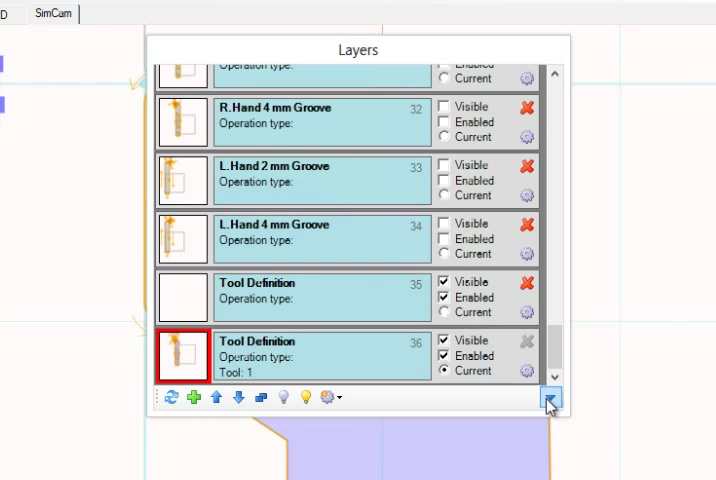 D
SimCam
Layers
Operation type:
Enabled
Current
R.Hand 4 mm Groove
32
Visible
Operation type:
Enabled
Current
L.Hand 2 mm Groove
33
Visible
Operation type:
Enabled
Current
L.Hand 4 mm Groove
34
Visible
Operation type:
Enabled
Current
Tool Definition
35
Visible
Operation type:
Enabled
Current
Tool Definition
36
Visible
Operation type:
Enabled
Tool: 1
Current